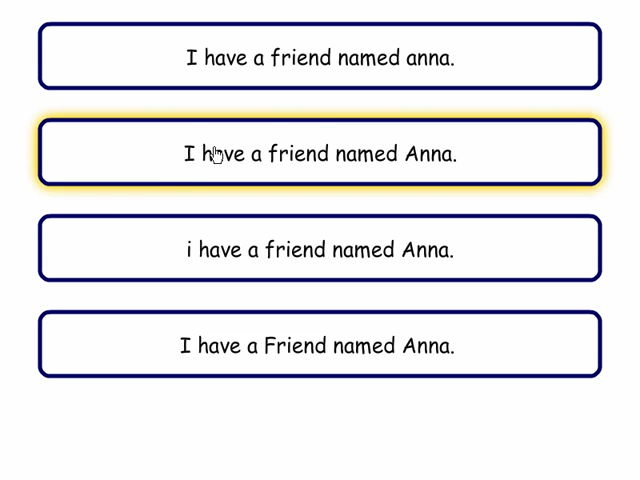 I have a friend named anna.
I have a friend named Anna.
i have a friend named Anna.
I have a Friend named Anna.